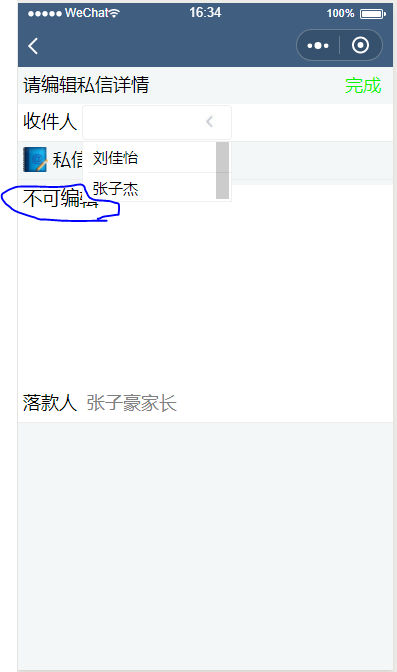 WeChat 16:34 100%
请编辑私信详情 完成
收件人
私信
刘佳怡
张子杰
不可编辑
落款人 张子豪家长